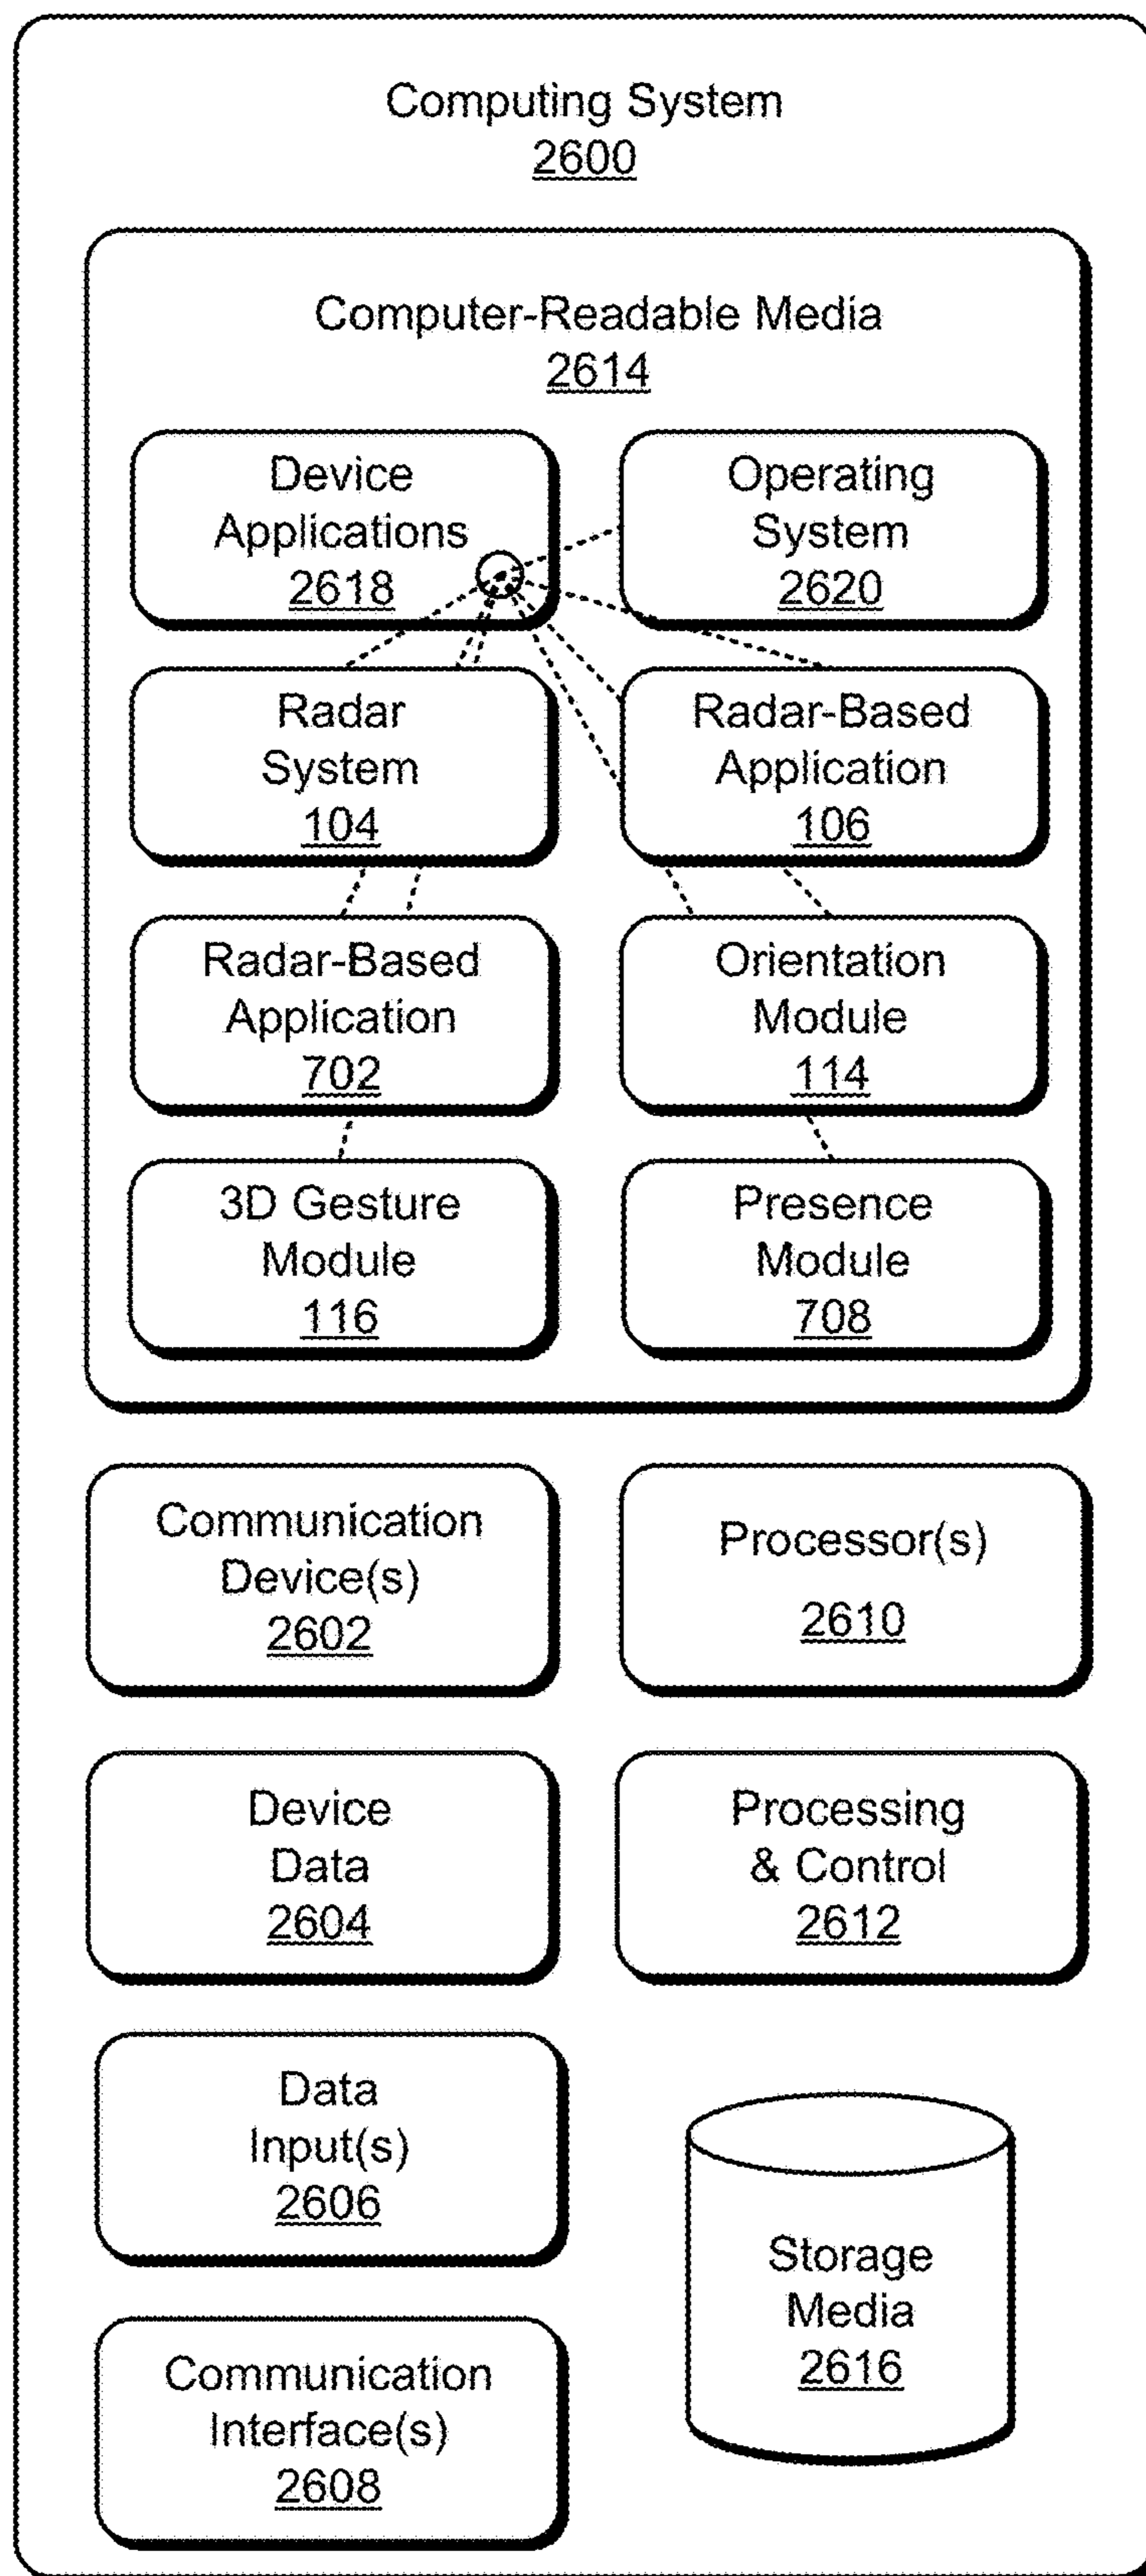 Computing System
2600
Computer-Readable Media
2614
Device
Applications
2618
Operating
System
2620
Radar
System
104
Radar-Based
Application
106
Radar-Based
Application
702
Orientation
Module
114
3D Gesture
Module
116
Presence
Module
708
Communication
Device(s)
2602
Processor(s)
2610
Device
Data
2604
Processing
& Control
2612
Data
Input(s)
2606
Storage
Media
2616
Communication
Interface(s)
2608